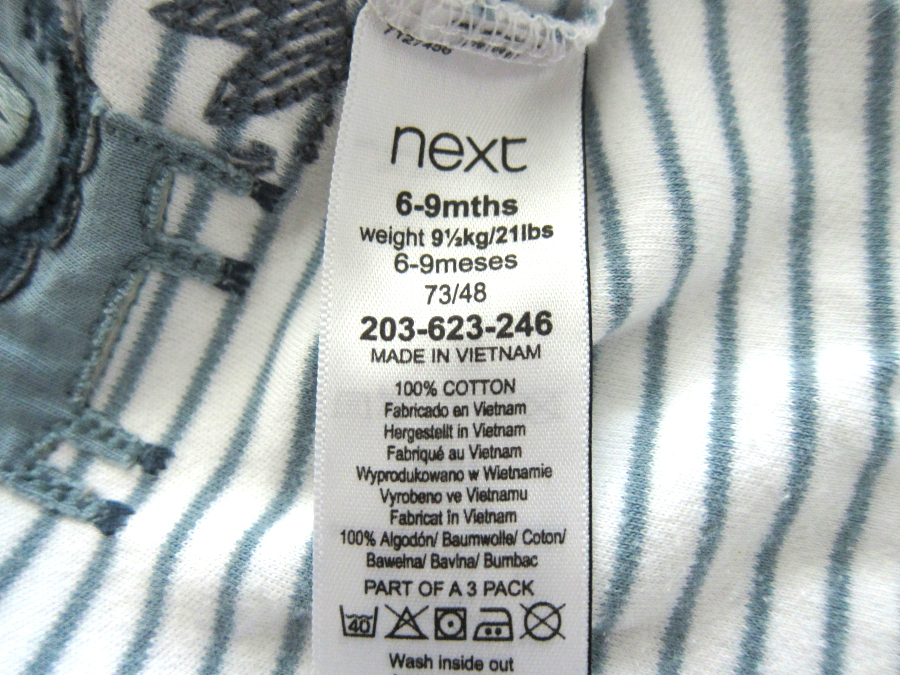 7127456
next
6-9mths
weight 9½kg/21lbs
6-9meses
73/48
203-623-246
MADE IN VIETNAM
100% COTTON
Fabricado en Vietnam
Hergestellt in Vietnam
Fabriqué au Vietnam
Wyprodukowano w Wietnamie
Vyrobeno ve Vietnamu
Fabricat în Vietnam
100% Algodón/ Baumwolle/ Coton/
Bawełna/ Bavlna/ Bumbac
PART OF A 3 PACK
40
Wash inside out